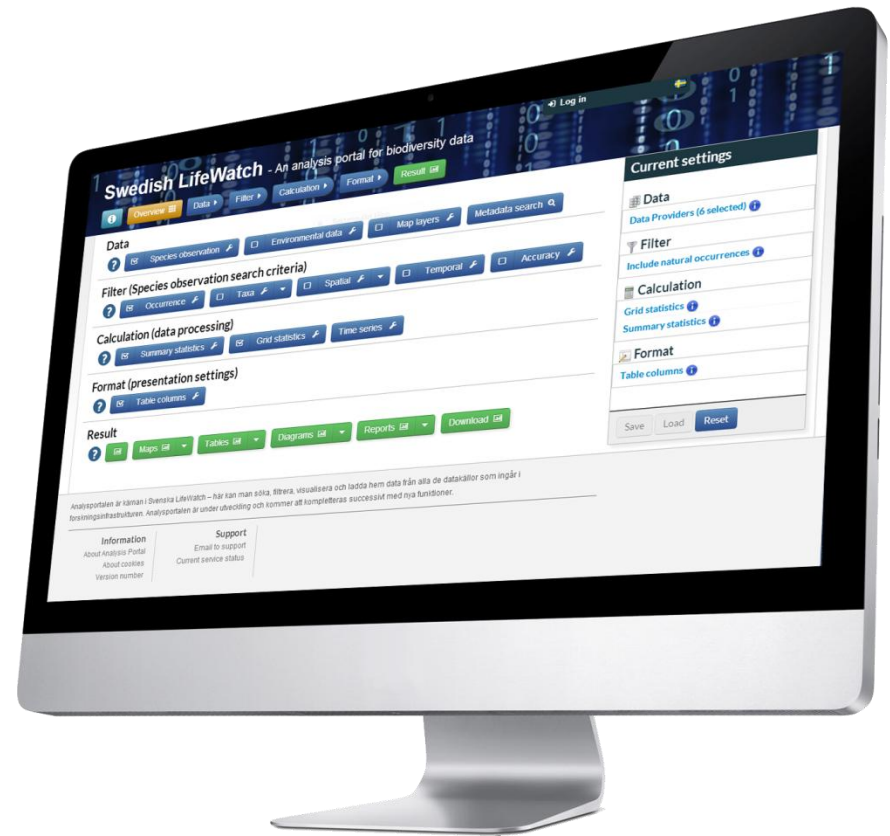 Log in
Swedish LifeWatch - An analysis portal for biodiversity data
Overview Data Filter Calculation Format Result
Data
Species observation Environmental data Map layers Metadata search
Filter (Species observation search criteria)
Occurrence Taxa Spatial Temporal Accuracy
Calculation (data processing)
Summary statistics Grid statistics Time series
Format (presentation settings)
Table columns
Result
Maps Tables Diagrams Reports Download
Current settings
Data
Data Providers (6 selected)
Filter
Include natural occurrences
Calculation
Grid statistics
Summary statistics
Format
Table columns
Save Load Reset
Analysportalen är kärnan i Svenska LifeWatch – här kan man söka, filtrera, visualisera och ladda hem data från alla de datakällor som ingår i
forskningsinfrastrukturen. Analysportalen är under utveckling och kommer att kompletteras successivt med nya funktioner.
Information
About Analysis Portal
About cookies
Version number
Support
Email to support
Current service status